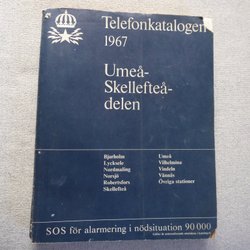 Telefonkatalogen
1967
Umeå-
Skellefteå-
delen
Bjurholm
Lycksele
Nordmaling
Norsjö
Robertsfors
Skellefteå
Umeå
Vilhelmina
Vindeln
Vännäs
Övriga stationer
SOS för alarmering i nödsituation 90 000